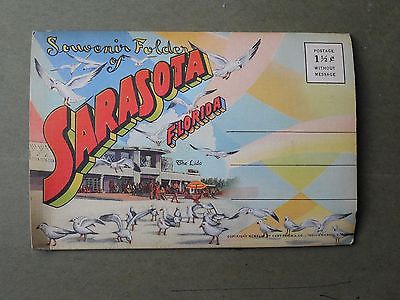 Souvenir Folder
of
SARASOTA
FLORIDA
The Lido
POSTAGE
1½¢
WITHOUT
MESSAGE